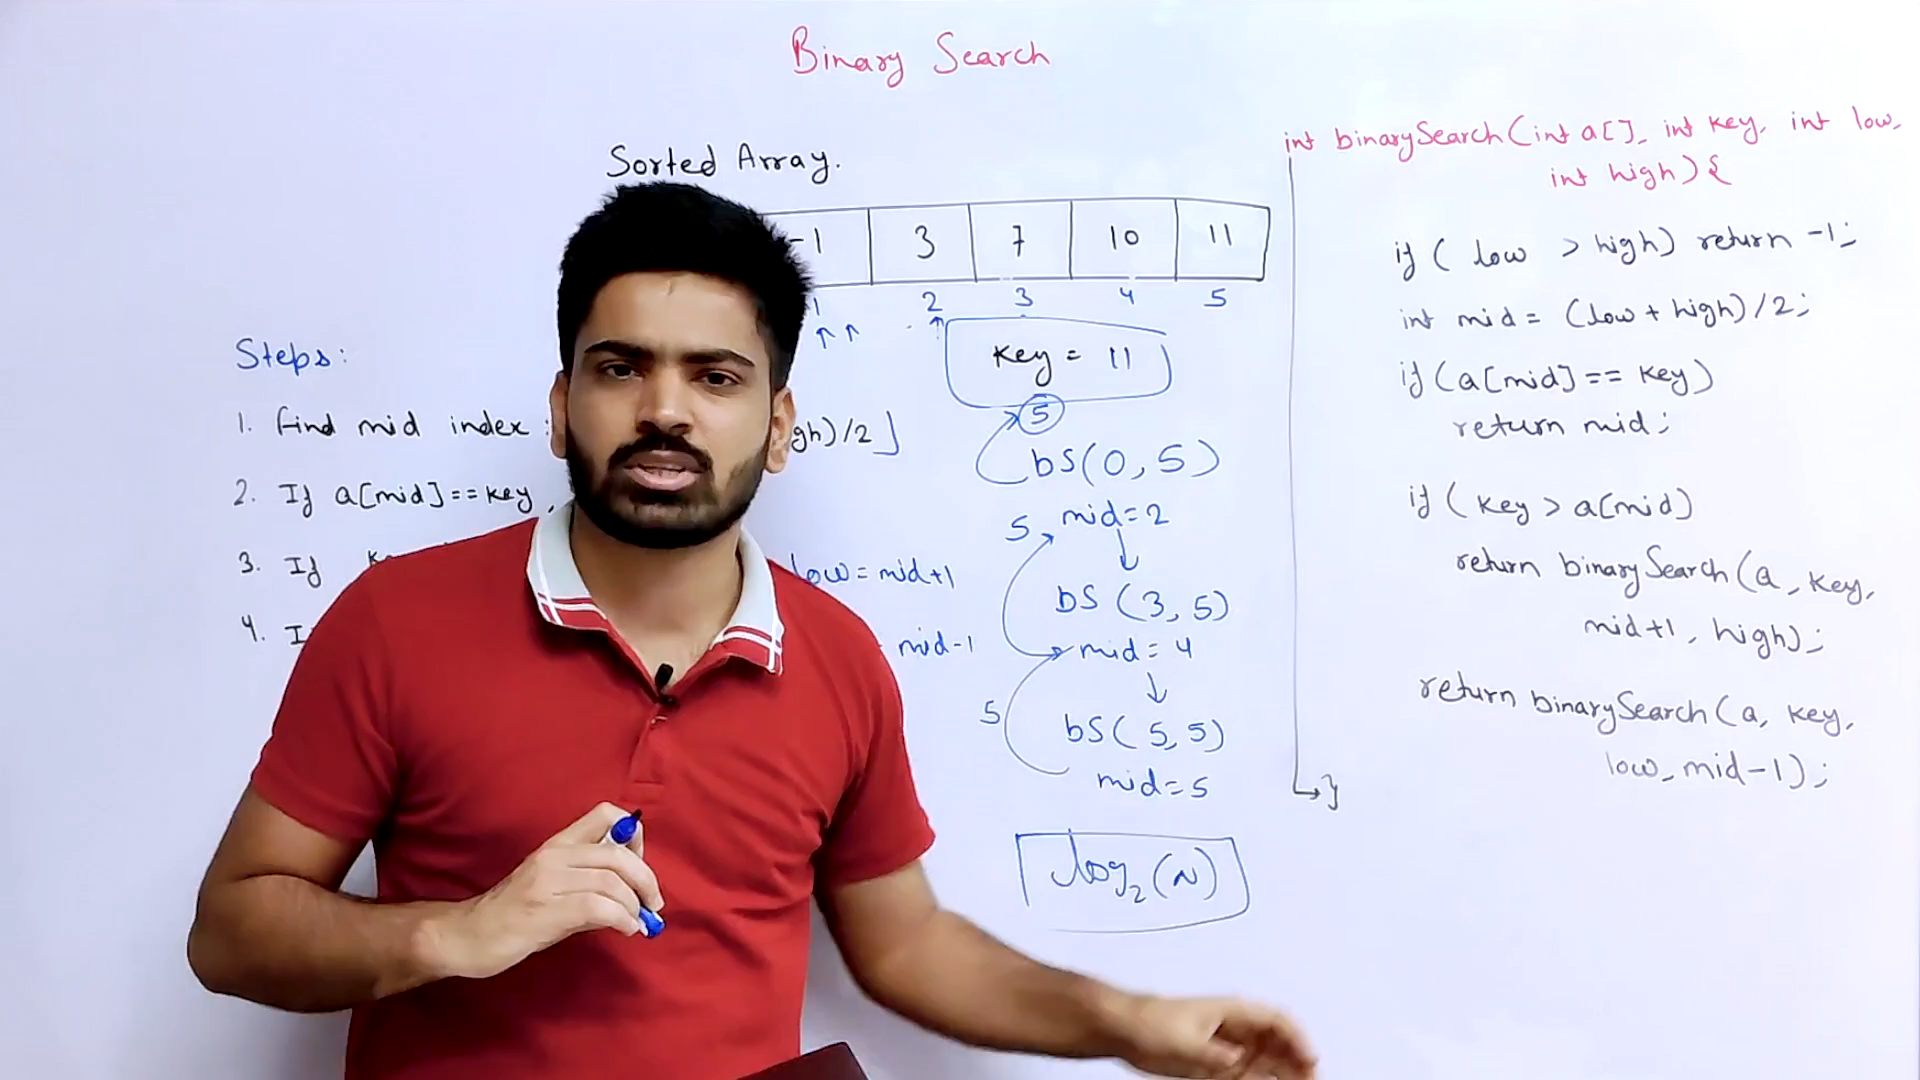 Binary Search
Sorted Array.
-1 3 7 10 11
1 2 3 4 5
Steps:
1. find mid index : gh)/2⌋
2. If a[mid]==key,
3. If low=mid+1
4. mid-1
key = 11
5
bS(0,5)
5 mid=2
bS(3,5)
mid=4
5
bS(5,5)
mid=5
log₂(N)
int binarySearch(int a[], int key, int low,
int high){
if( low > high) return -1;
int mid = (low + high)/2;
if(a[mid]== key)
return mid;
if( key > a[mid])
return binarySearch(a, key,
mid+1, high);
return binarySearch(a, key,
low, mid-1);
}